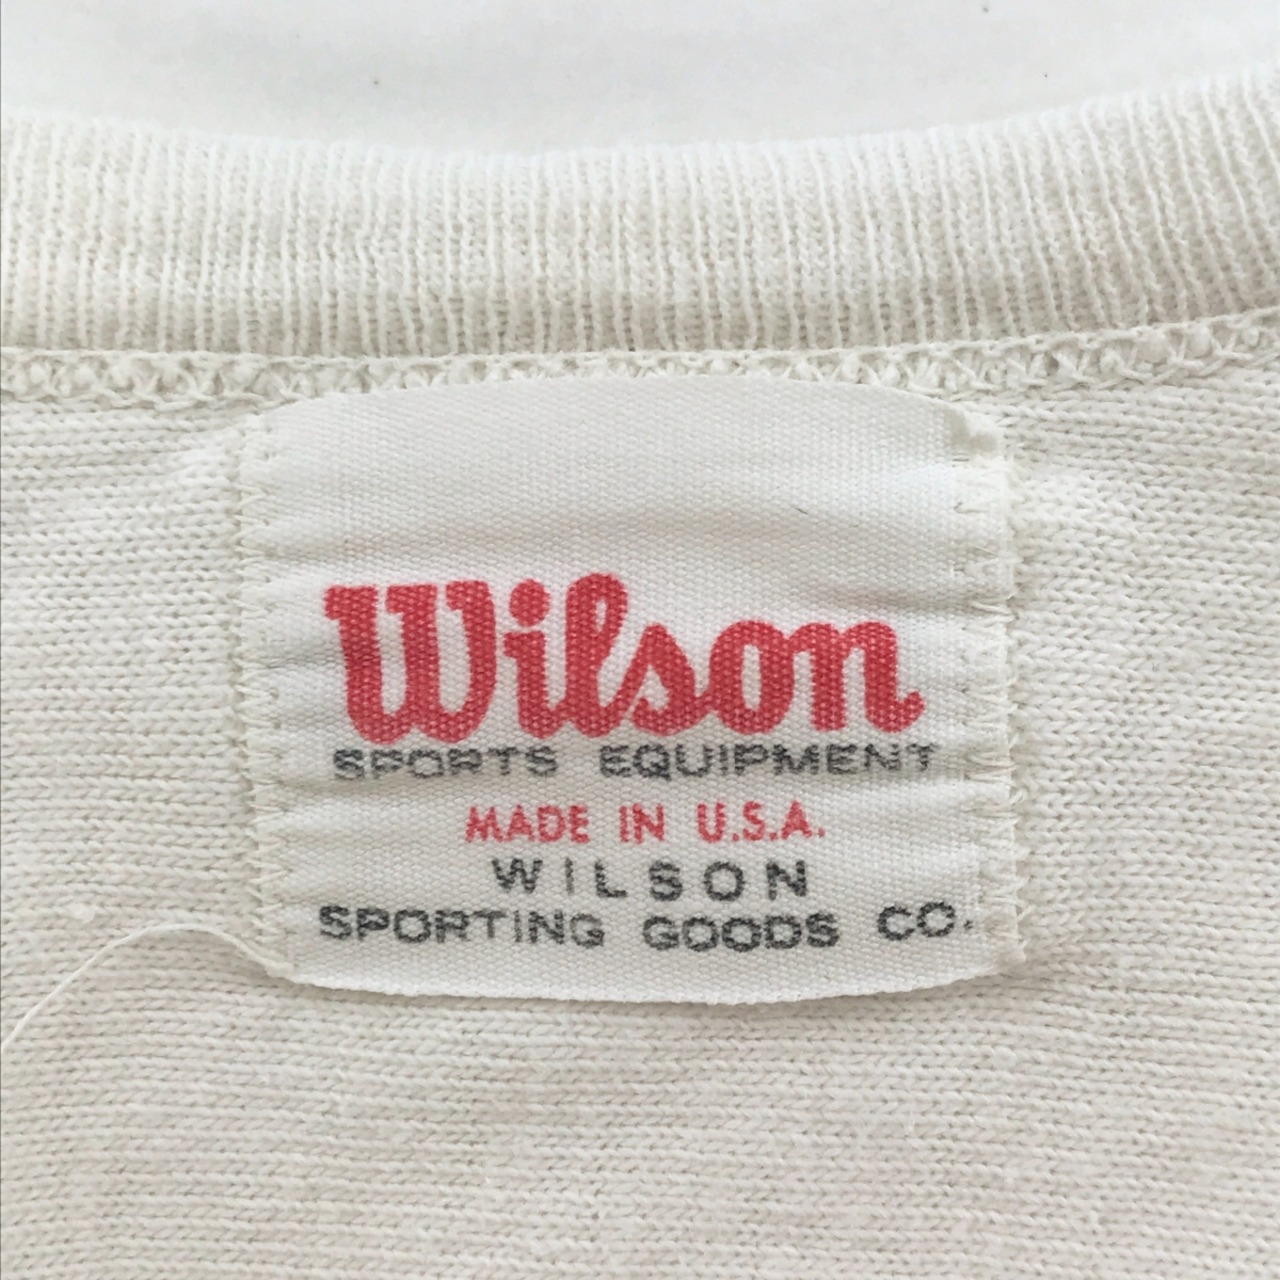 Wilson
SPORTS EQUIPMENT
MADE IN U.S.A.
WILSON
SPORTING GOODS CO.